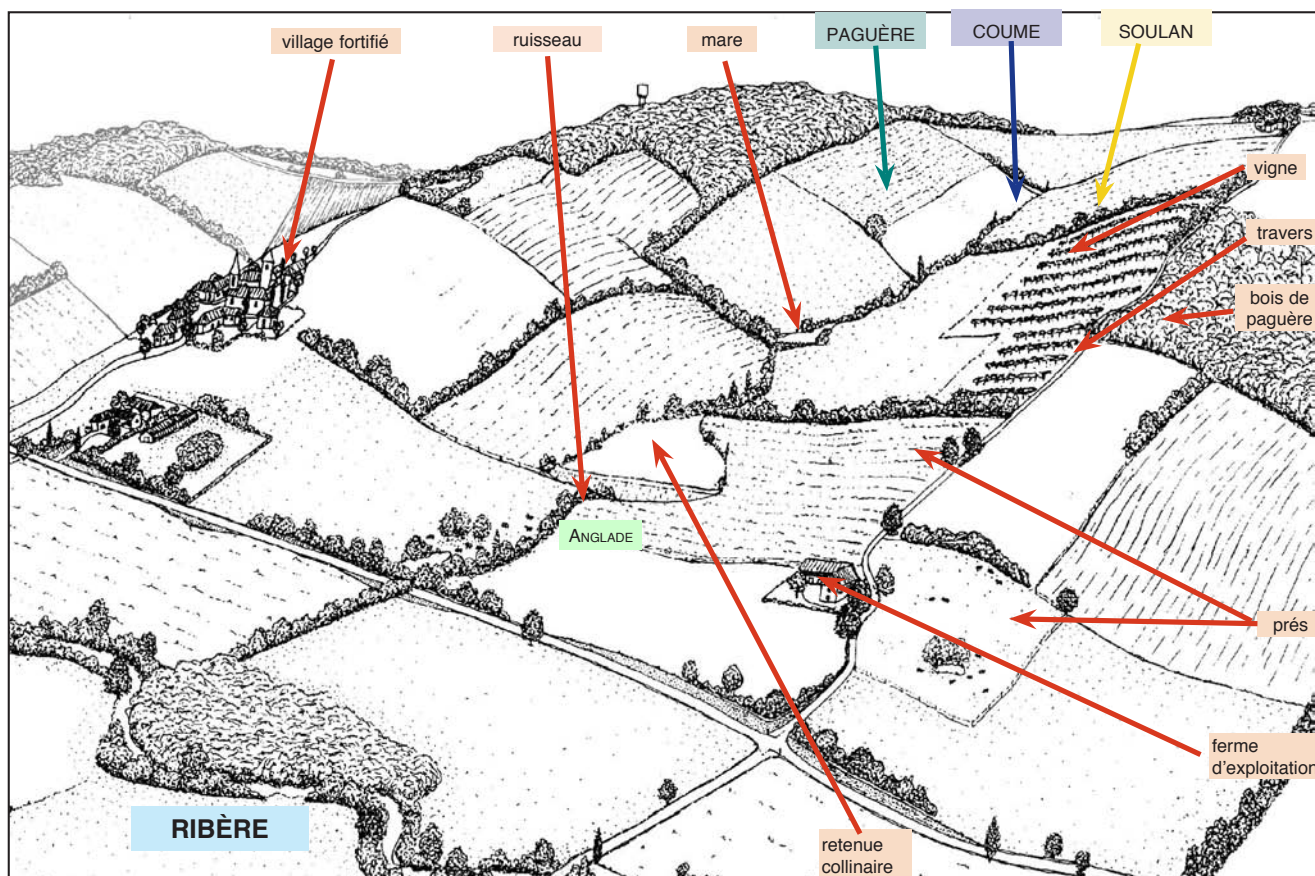 village fortifié
ruisseau
mare
PAGUÈRE
COUME
SOULAN
vigne
travers
bois de
paguère
ANGLADE
prés
ferme
d'exploitation
RIBÈRE
retenue
collinaire